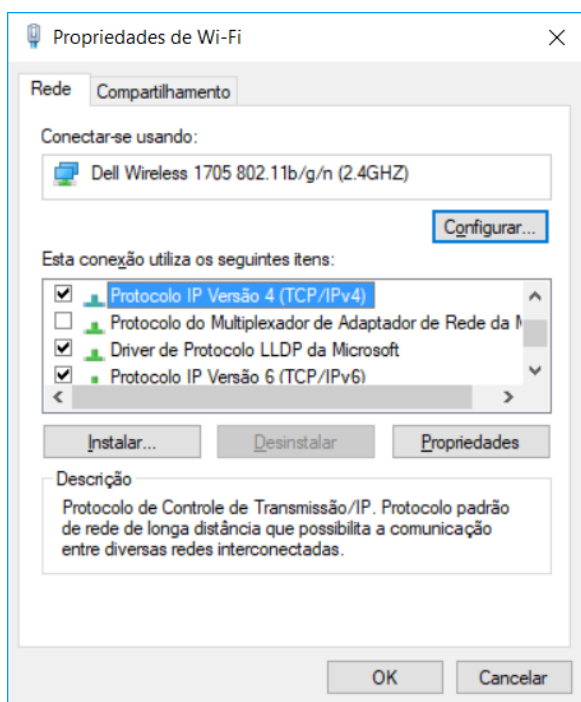 Propriedades de Wi-Fi
Rede Compartilhamento
Conectar-se usando:
Dell Wireless 1705 802.11b/g/n (2.4GHZ)
Configurar...
Esta conexão utiliza os seguintes itens:
Protocolo IP Versão 4 (TCP/IPv4)
Protocolo do Multiplexador de Adaptador de Rede da
Driver de Protocolo LLDP da Microsoft
Protocolo IP Versão 6 (TCP/IPv6)
Instalar... Desinstalar Propriedades
Descrição
Protocolo de Controle de Transmissão/IP. Protocolo padrão
de rede de longa distância que possibilita a comunicação
entre diversas redes interconectadas.
OK Cancelar